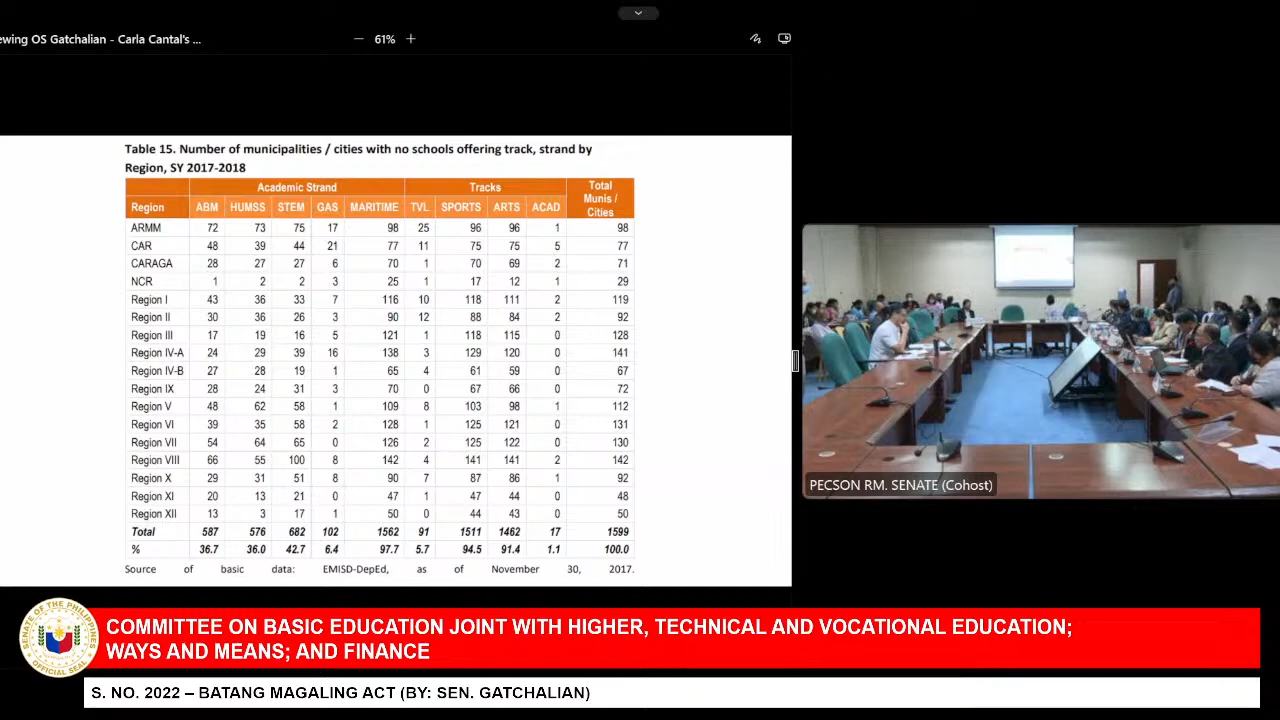 ewing OS Gatchalian - Carla Cantal's ...
61%
Table 15. Number of municipalities / cities with no schools offering track, strand by
Region, SY 2017-2018
Academic Strand Tracks Total Munis / Cities
Region ABM HUMSS STEM GAS MARITIME TVL SPORTS ARTS ACAD
ARMM 72 73 75 17 98 25 96 96 1 98
CAR 48 39 44 21 77 11 75 75 5 77
CARAGA 28 27 27 6 70 1 70 69 2 71
NCR 1 2 2 3 25 1 17 12 1 29
Region I 43 36 33 7 116 10 118 111 2 119
Region II 30 36 26 3 90 12 88 84 2 92
Region III 17 19 16 5 121 1 118 115 0 128
Region IV-A 24 29 39 16 138 3 129 120 0 141
Region IV-B 27 28 19 1 65 4 61 59 0 67
Region IX 28 24 31 3 70 0 67 66 0 72
Region V 48 62 58 1 109 8 103 98 1 112
Region VI 39 35 58 2 128 1 125 121 0 131
Region VII 54 64 65 0 126 2 125 122 0 130
Region VIII 66 55 100 8 142 4 141 141 2 142
Region X 29 31 51 8 90 7 87 86 1 92
Region XI 20 13 21 0 47 1 47 44 0 48
Region XII 13 3 17 1 50 0 44 43 0 50
Total 587 576 682 102 1562 91 1511 1462 17 1599
% 36.7 36.0 42.7 6.4 97.7 5.7 94.5 91.4 1.1 100.0
Source of basic data: EMISD-DepEd, as of November 30, 2017.
PECSON RM. SENATE (Cohost)
SENATE OF THE PHILIPPINES
OFFICIAL SEAL
COMMITTEE ON BASIC EDUCATION JOINT WITH HIGHER, TECHNICAL AND VOCATIONAL EDUCATION;
WAYS AND MEANS; AND FINANCE
S. NO. 2022 – BATANG MAGALING ACT (BY: SEN. GATCHALIAN)